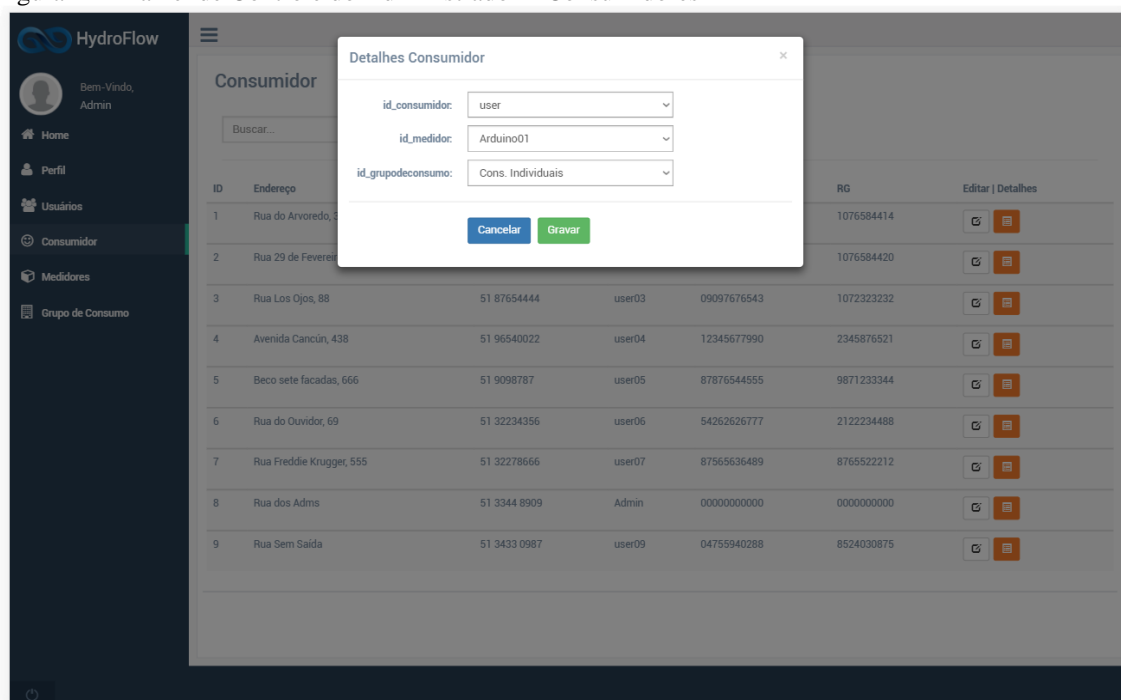 HydroFlow
Bem-Vindo,
Admin
Home
Perfil
Usuários
Consumidor
Medidores
Grupo de Consumo
Consumidor
Buscar...
Detalhes Consumidor ×
id_consumidor: user
id_medidor: Arduino01
id_grupodeconsumo: Cons. Individuais
Cancelar Gravar
ID Endereço RG Editar | Detalhes
1 Rua do Arvoredo, 1076584414
2 Rua 29 de 1076584420
3 Rua Los Ojos, 88 51 87654444 user03 09097676543 1072323232
4 Avenida Cancún, 438 51 96540022 user04 12345677990 2345876521
5 Beco sete facadas, 666 51 9098787 user05 87876544555 9871233344
6 Rua do Ouvidor, 69 51 32234356 user06 54262626777 2122234488
7 Rua Freddie Krugger, 555 51 32278666 user07 87565636489 8765522212
8 Rua dos Adms 51 3344 8909 Admin 00000000000 0000000000
9 Rua Sem Saída 51 3433 0987 user09 04755940288 8524030875